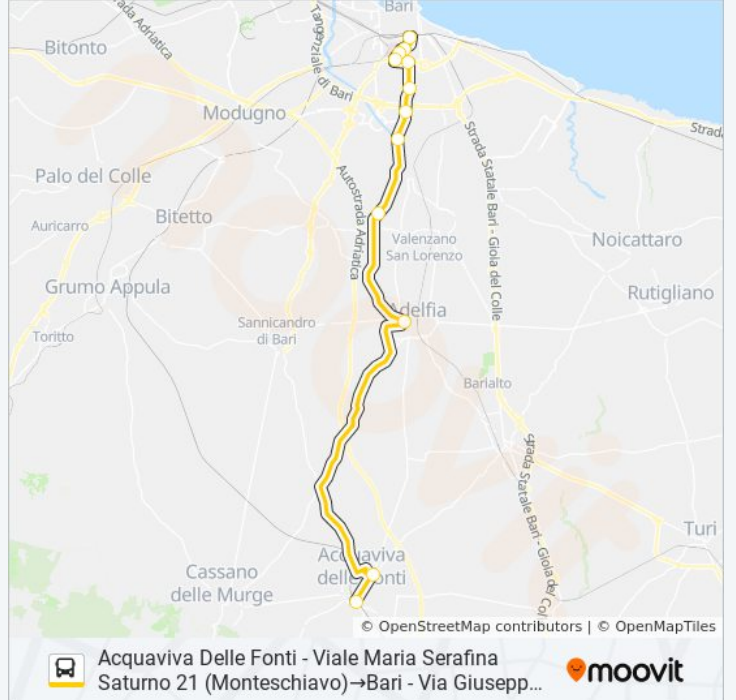 Bari
Strada Adriatica
Tangenziale di Bari
Bitonto
Modugno
Strada Statale Bari - Gioia del Colle
Palo del Colle
Autostrada Adriatica
Auricarro
Bitetto
Valenzano
San Lorenzo
Noicattaro
Grumo Appula
Rutigliano
Adelfia
Sannicandro
di Bari
Toritto
Barialto
Strada Statale Bari - Gioia del Col
Turi
Acquaviva
delle Fonti
Cassano
delle Murge
© OpenStreetMap contributors | © OpenMapTiles
Acquaviva Delle Fonti - Viale Maria Serafina
Saturno 21 (Monteschiavo)→Bari - Via Giusepp...
moovit